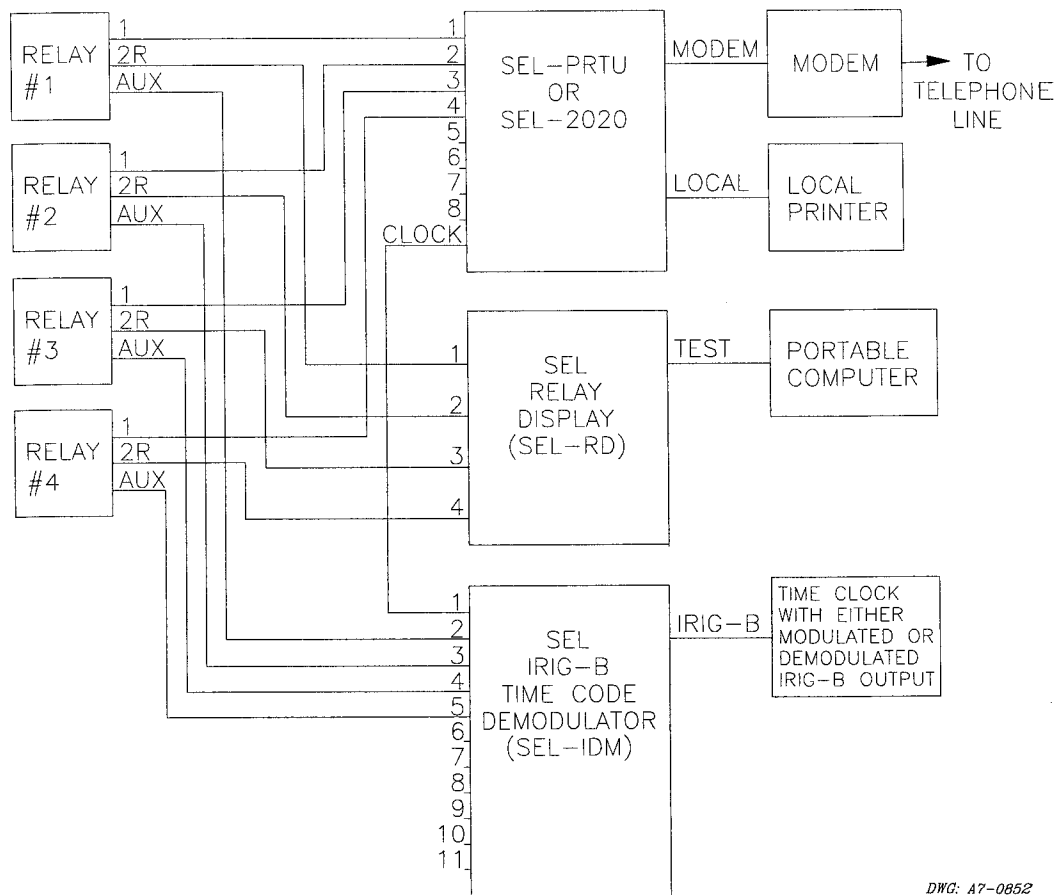 RELAY
#1
1
2R
AUX
RELAY
#2
1
2R
AUX
RELAY
#3
1
2R
AUX
RELAY
#4
1
2R
AUX
1
2
3
4
5
6
7
8
CLOCK
SEL-PRTU
OR
SEL-2020
MODEM
MODEM
TO
TELEPHONE
LINE
LOCAL
LOCAL
PRINTER
1
2
3
4
SEL
RELAY
DISPLAY
(SEL-RD)
TEST
PORTABLE
COMPUTER
1
2
3
4
5
6
7
8
9
10
11
SEL
IRIG-B
TIME CODE
DEMODULATOR
(SEL-IDM)
IRIG-B
TIME CLOCK
WITH EITHER
MODULATED OR
DEMODULATED
IRIG-B OUTPUT
DWG: A7-0852